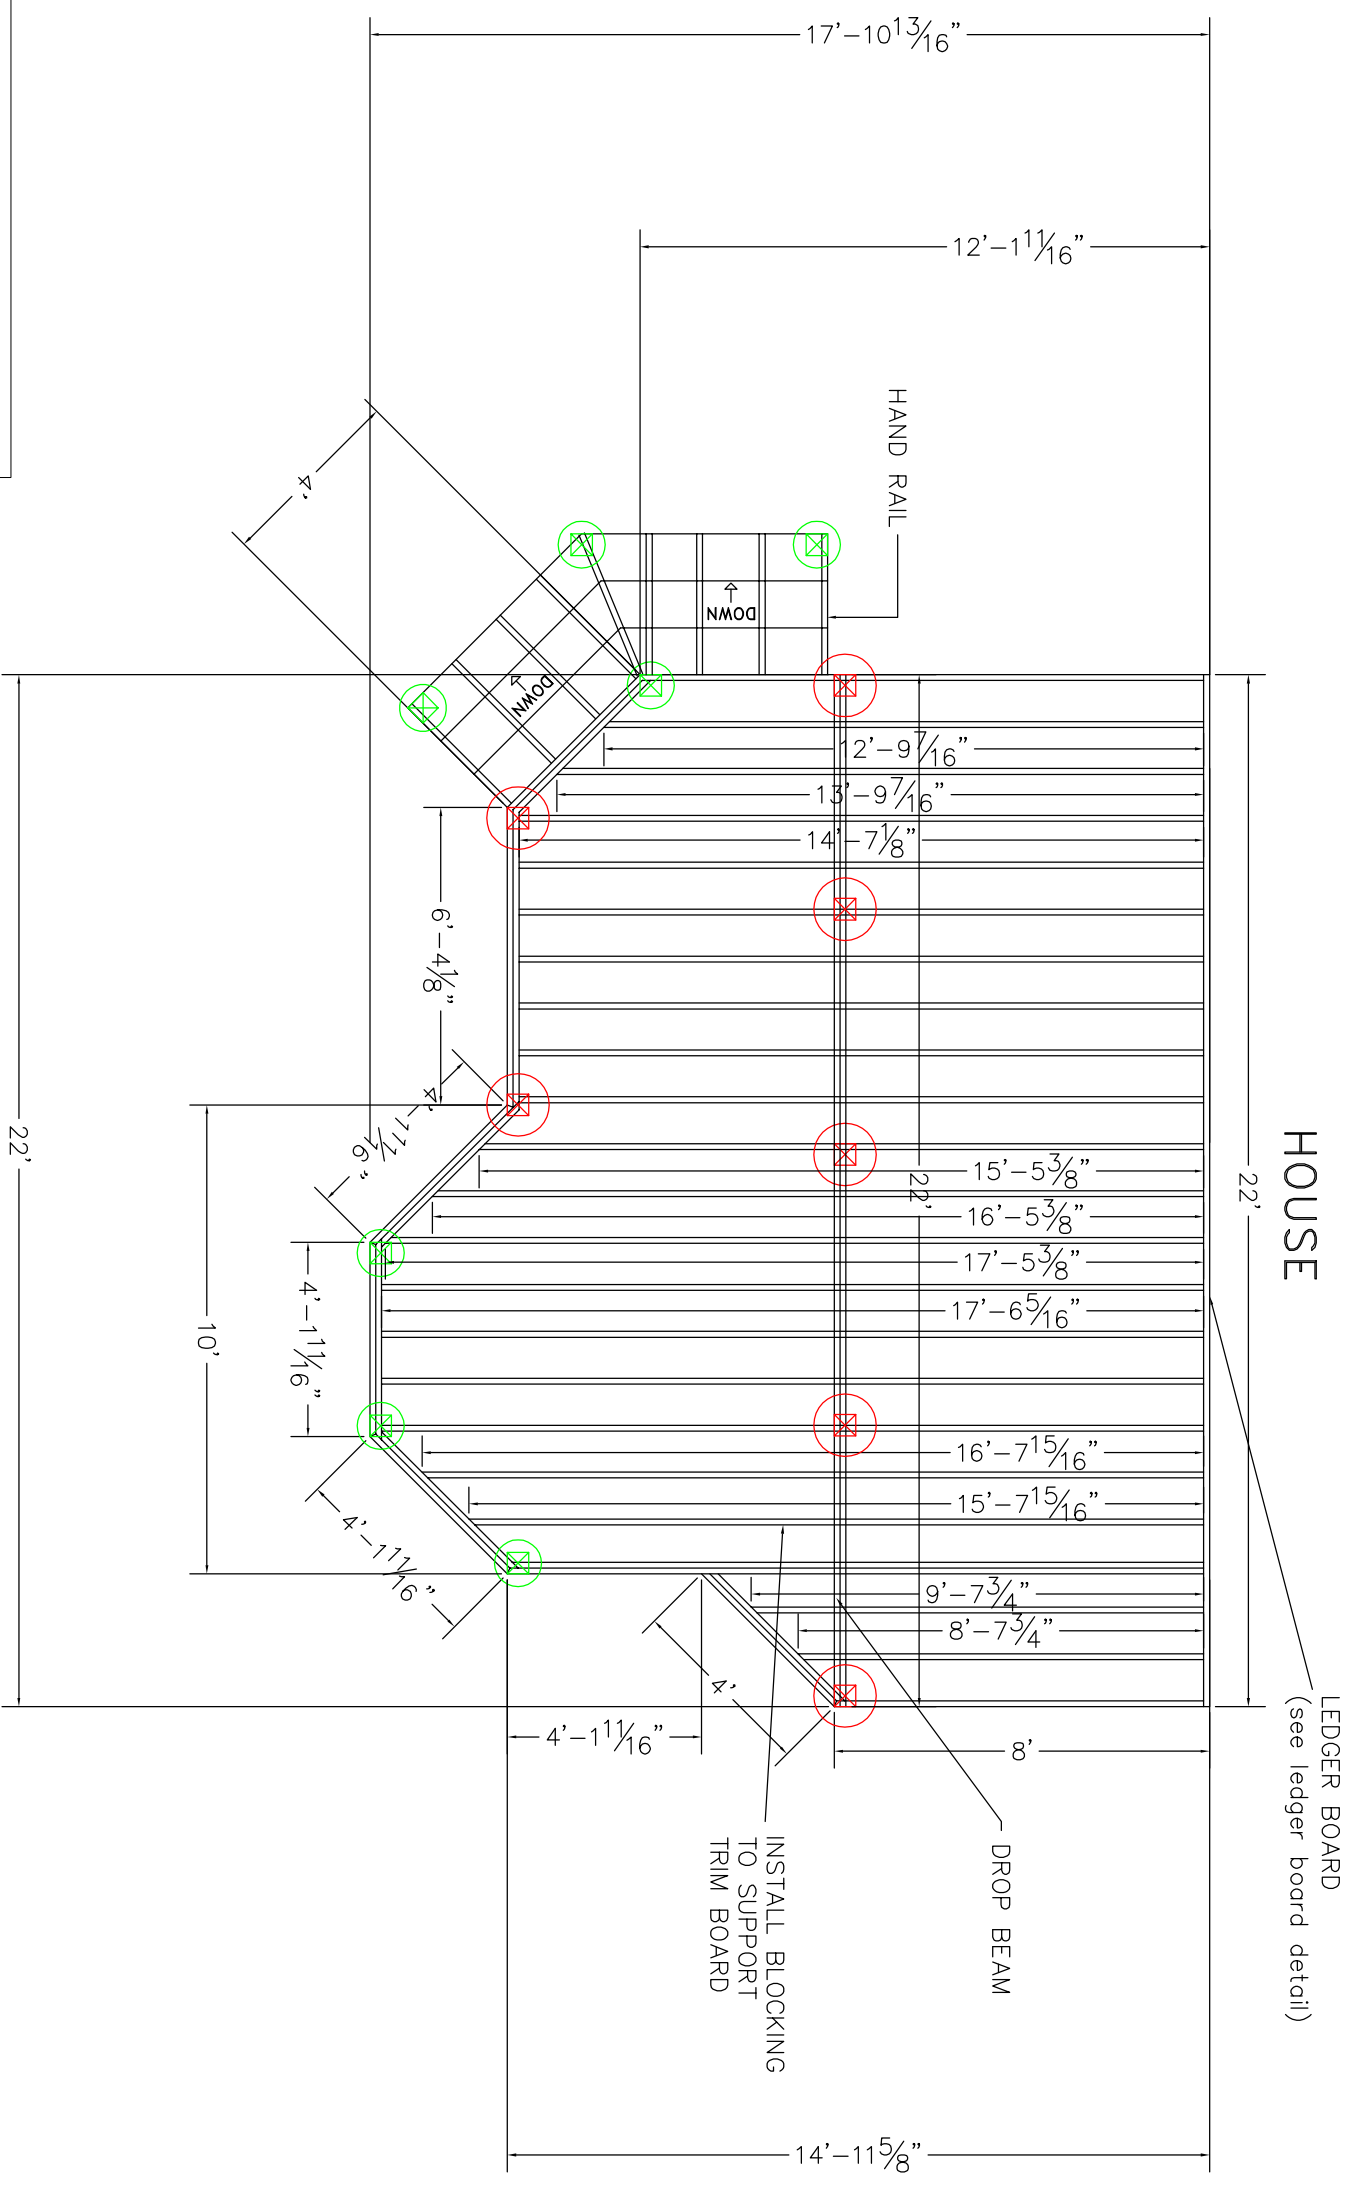 17'-10 13/16"
12'-1 11/16"
HAND RAIL
HOUSE
22'
LEDGER BOARD
(see ledger board detail)
4'
DOWN
DOWN
12'-9 7/16"
13'-9 7/16"
14'-7 1/8"
6'-4 1/8"
4'-1 11/16"
22'
15'-5 3/8"
16'-5 3/8"
17'-5 3/8"
17'-6 5/16"
4'-1 11/16"
10'
22'
16'-7 15/16"
15'-7 15/16"
4'-1 11/16"
9'-7 3/4"
8'-7 3/4"
4'
4'-1 11/16"
8'
DROP BEAM
INSTALL BLOCKING
TO SUPPORT
TRIM BOARD
14'-11 5/8"